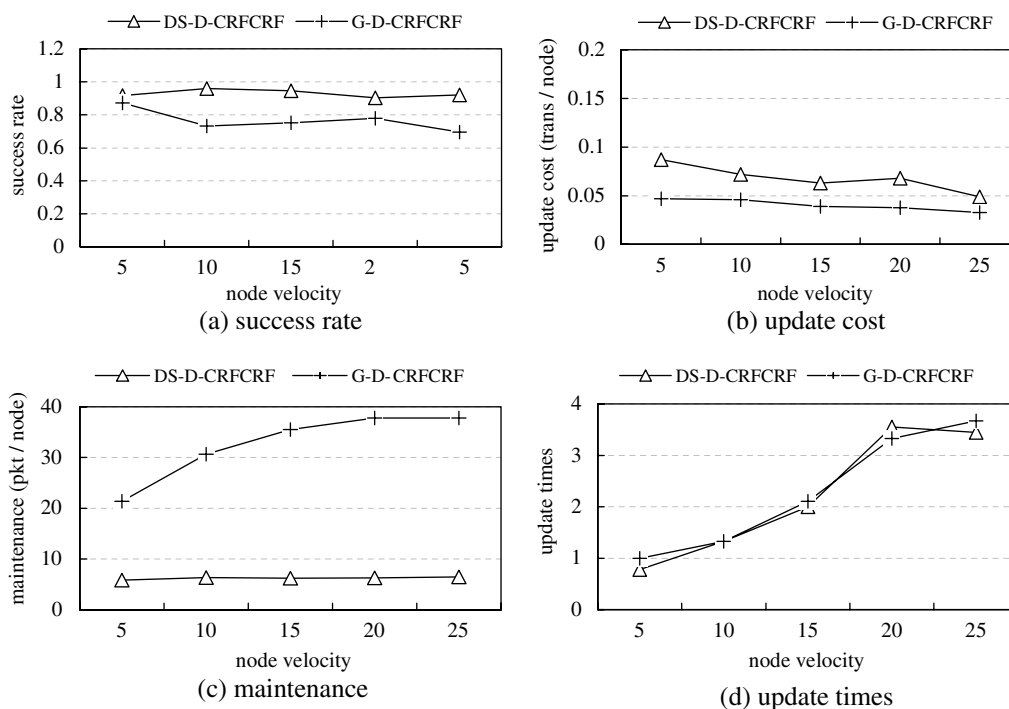 DS-D-CRFCRF G-D-CRFCRF
1.2
1
0.8
0.6
0.4
0.2
0
success rate
5 10 15 2 5
node velocity
(a) success rate
DS-D-CRFCRF G-D-CRFCRF
0.2
0.15
0.1
0.05
0
update cost (trans / node)
5 10 15 20 25
node velocity
(b) update cost
DS-D-CRFCRF G-D-CRFCRF
40
30
20
10
0
maintenance (pkt / node)
5 10 15 20 25
node velocity
(c) maintenance
DS-D-CRFCRF G-D-CRFCRF
4
3
2
1
0
update times
5 10 15 20 25
node velocity
(d) update times